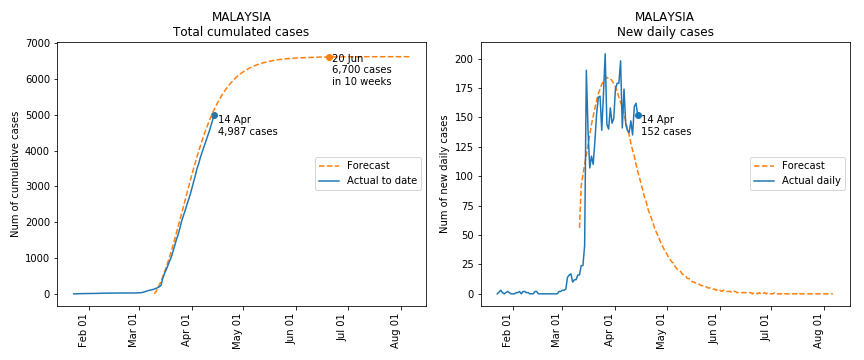 MALAYSIA
Total cumulated cases
Num of cumulative cases
7000
6000
5000
4000
3000
2000
1000
0
20 Jun
6,700 cases
in 10 weeks
14 Apr
4,987 cases
Forecast
Actual to date
Feb 01
Mar 01
Apr 01
May 01
Jun 01
Jul 01
Aug 01
MALAYSIA
New daily cases
Num of new daily cases
200
175
150
125
100
75
50
25
0
14 Apr
152 cases
Forecast
Actual daily
Feb 01
Mar 01
Apr 01
May 01
Jun 01
Jul 01
Aug 01